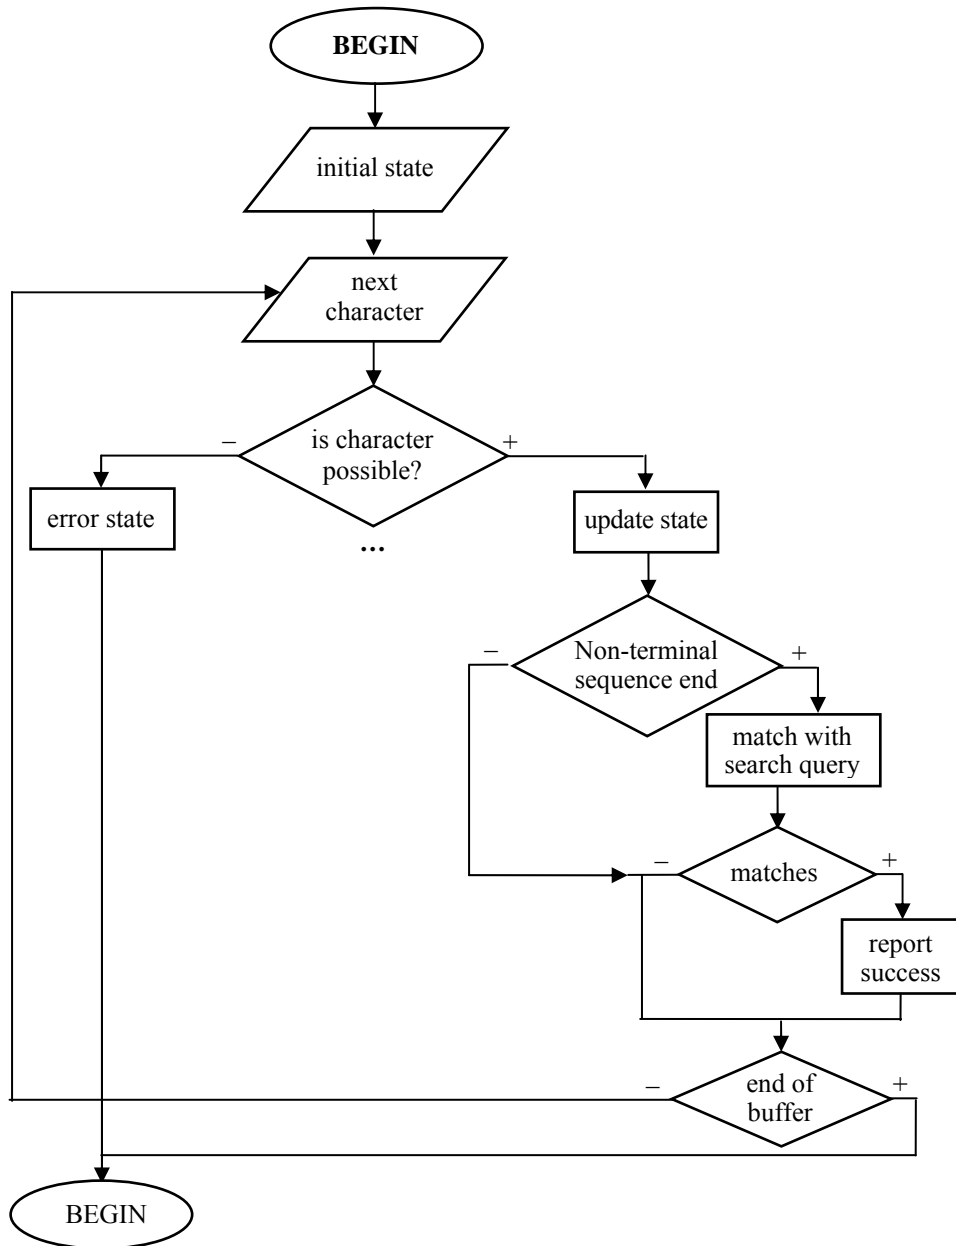 BEGIN
initial state
next
character
–
is character
possible?
+
error state
...
update state
–
Non-terminal
sequence end
+
match with
search query
–
matches
+
report
success
–
end of
buffer
+
BEGIN